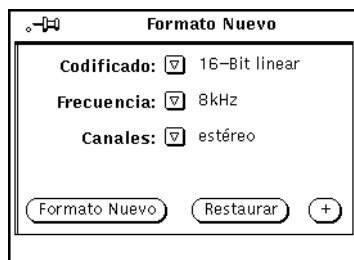 Formato Nuevo
Codificado: 16-Bit linear
Frecuencia: 8kHz
Canales: estéreo
Formato Nuevo Restaurar +